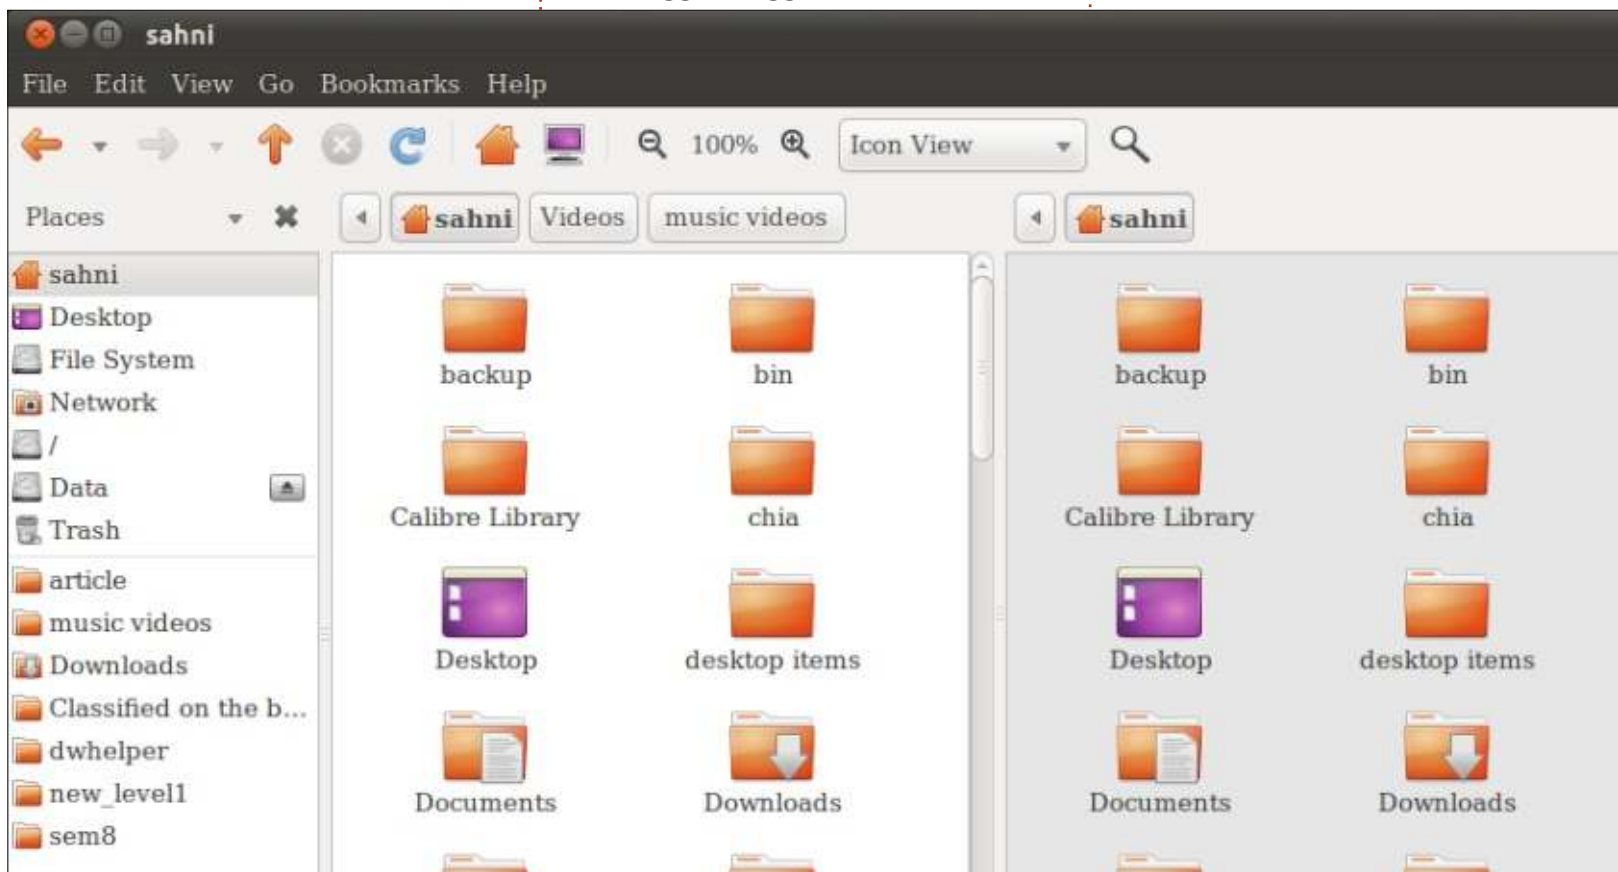 sahni
File Edit View Go Bookmarks Help
100% Icon View
Places
sahni Videos music videos
sahni
sahni
Desktop
File System
Network
/
Data
Trash
article
music videos
Downloads
Classified on the b...
dwhelper
new_level1
sem8
backup bin
Calibre Library chia
Desktop desktop items
Documents Downloads
backup bin
Calibre Library chia
Desktop desktop items
Documents Downloads